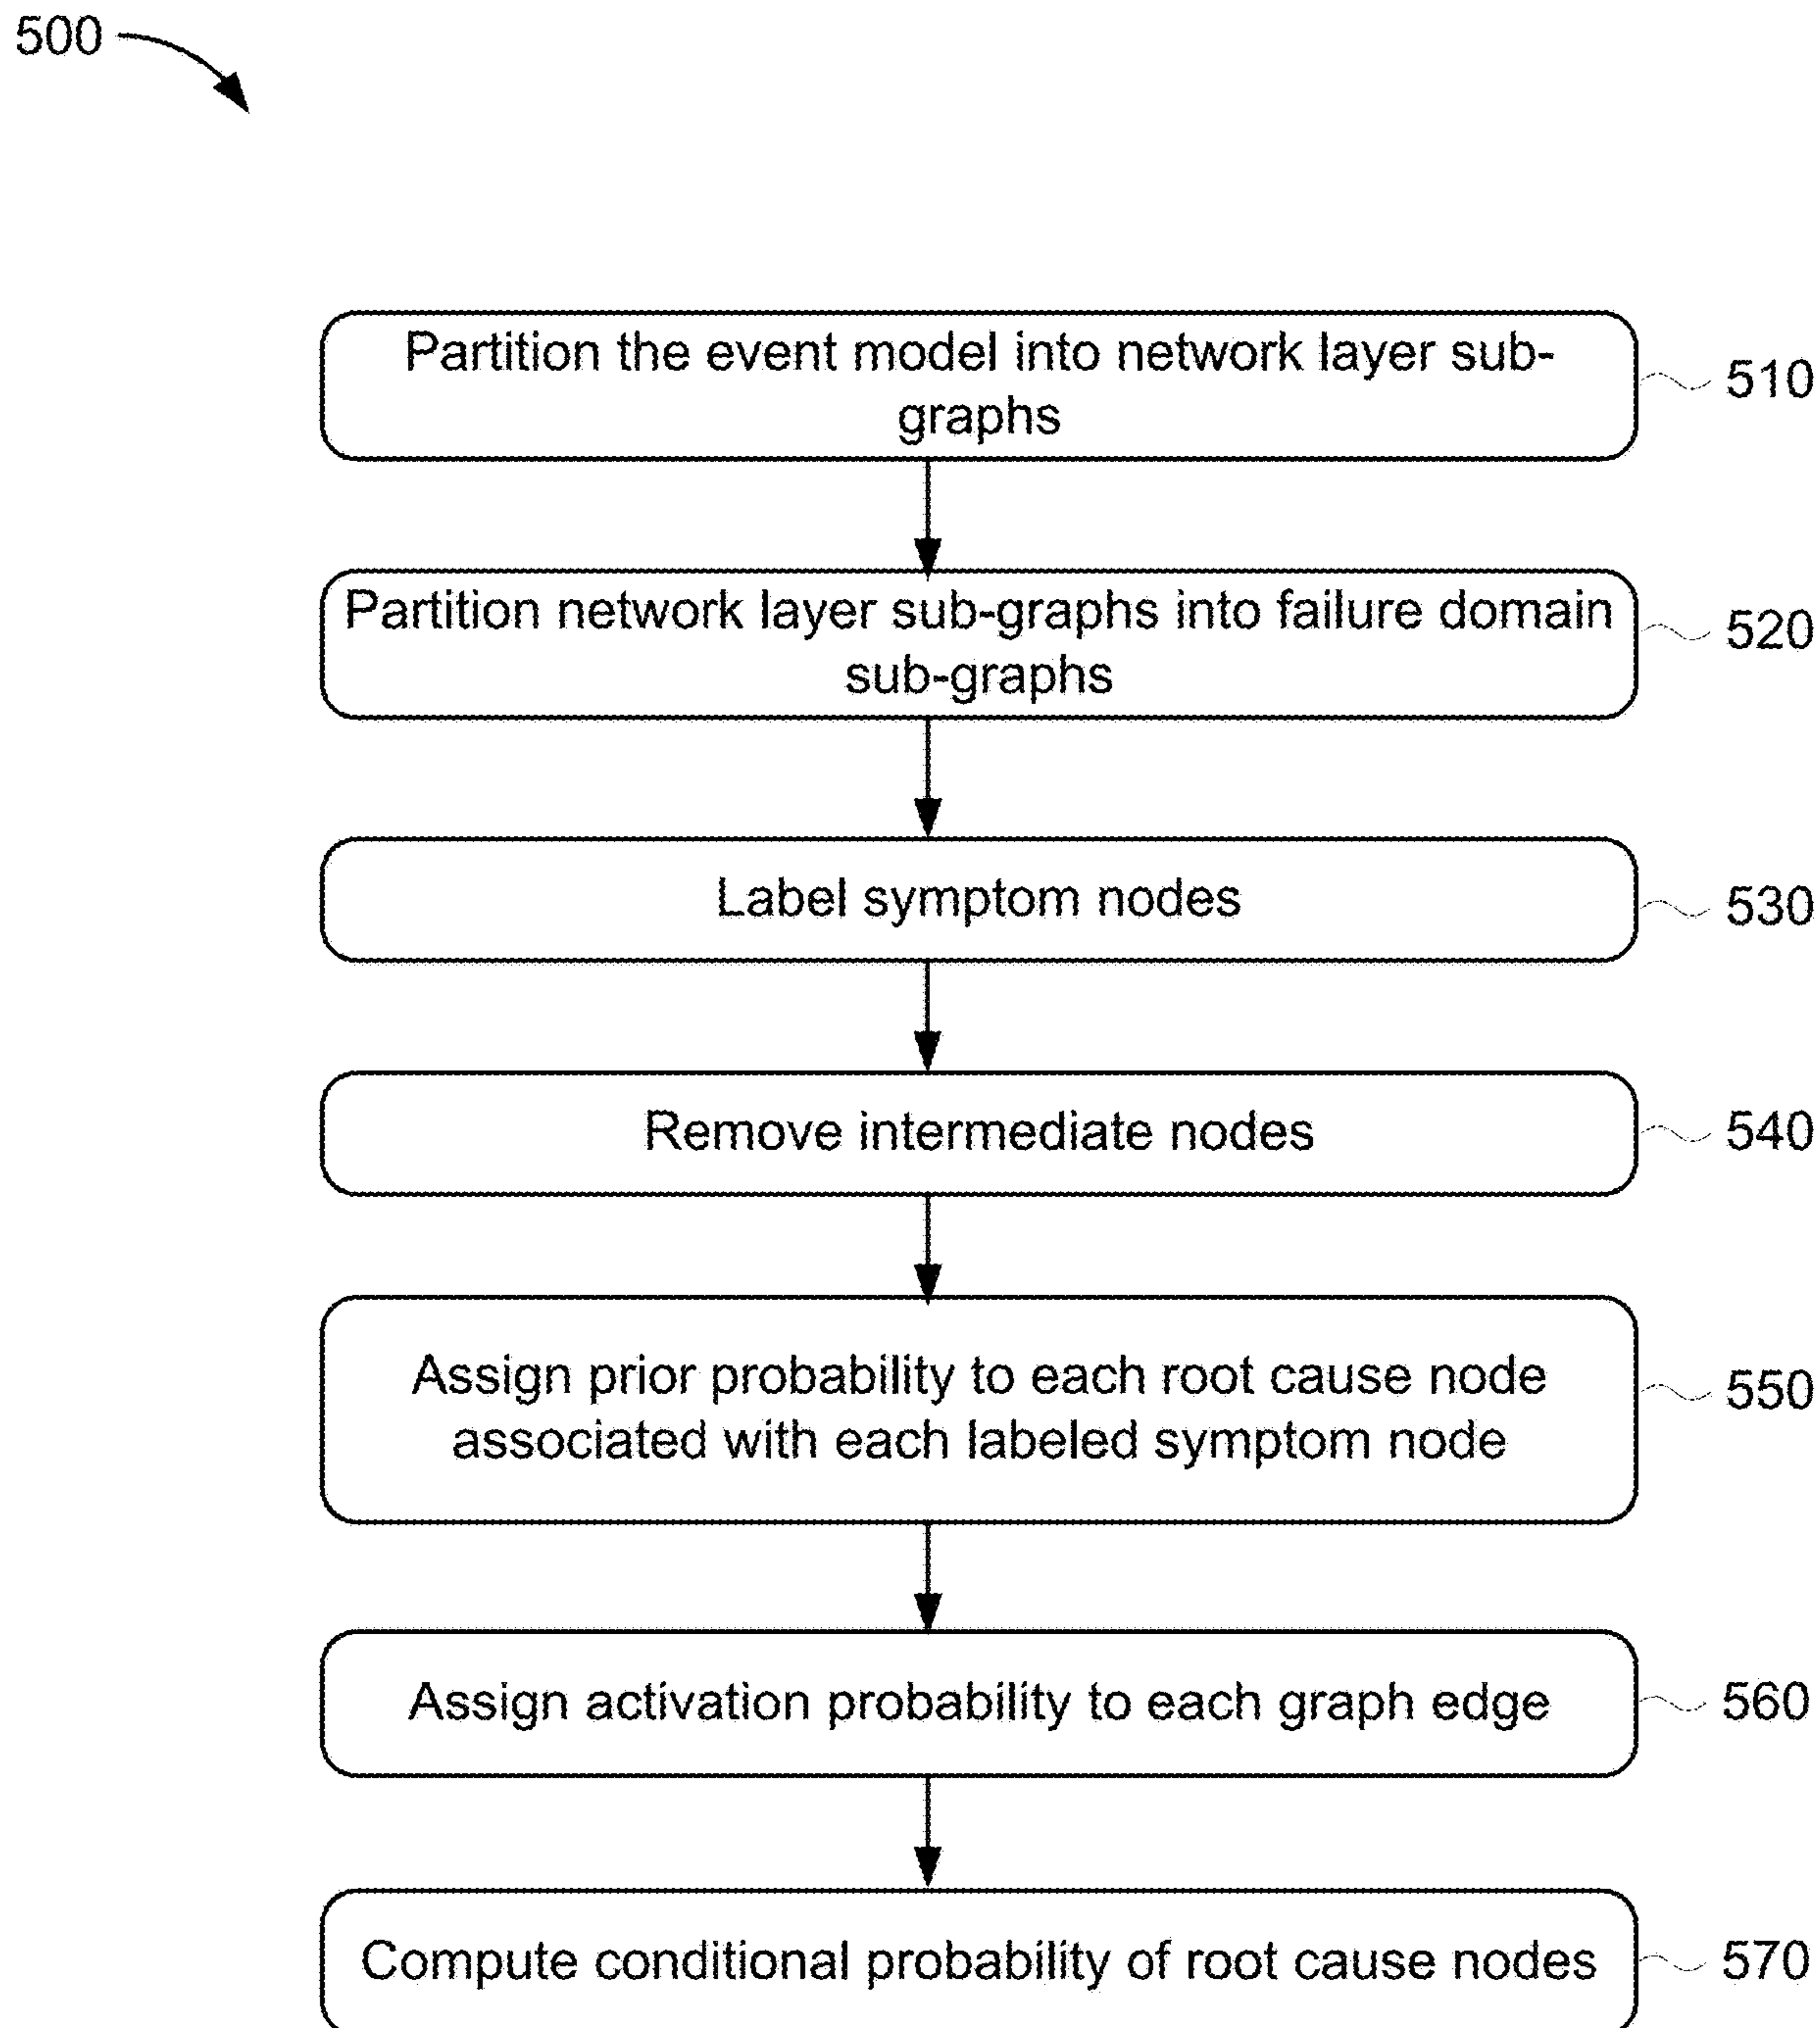 500
Partition the event model into network layer sub-
graphs
510
Partition network layer sub-graphs into failure domain
sub-graphs
520
Label symptom nodes
530
Remove intermediate nodes
540
Assign prior probability to each root cause node
associated with each labeled symptom node
550
Assign activation probability to each graph edge
560
Compute conditional probability of root cause nodes
570